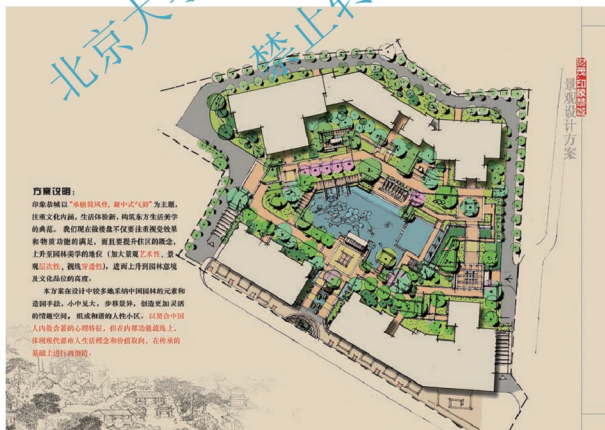 北京大
禁止转
景观设计方案
方案说明：
印象恭城以“承极简风骨，凝中式气韵”为主题，
注重文化内涵，生活体验新，构筑东方生活美学
的典范。 我们现在做楼盘不仅要注重视觉效果
和物质功能的满足，而且要提升住区的概念，
上升至园林美学的地位（加大景观艺术性、景
观层次性、视线穿透性），进而上升到园林意境
及文化品位的高度。
本方案在设计中较多地采纳中国园林的元素和
造园手法，小中见大，步移景异，创造更加灵活
的情趣空间， 组成和谐的人性小区。以契合中国
人内敛含蓄的心理特征，但在内部功能流线上，
体现现代都市人生活理念和价值取向，在传承的
基础上进行再创造。